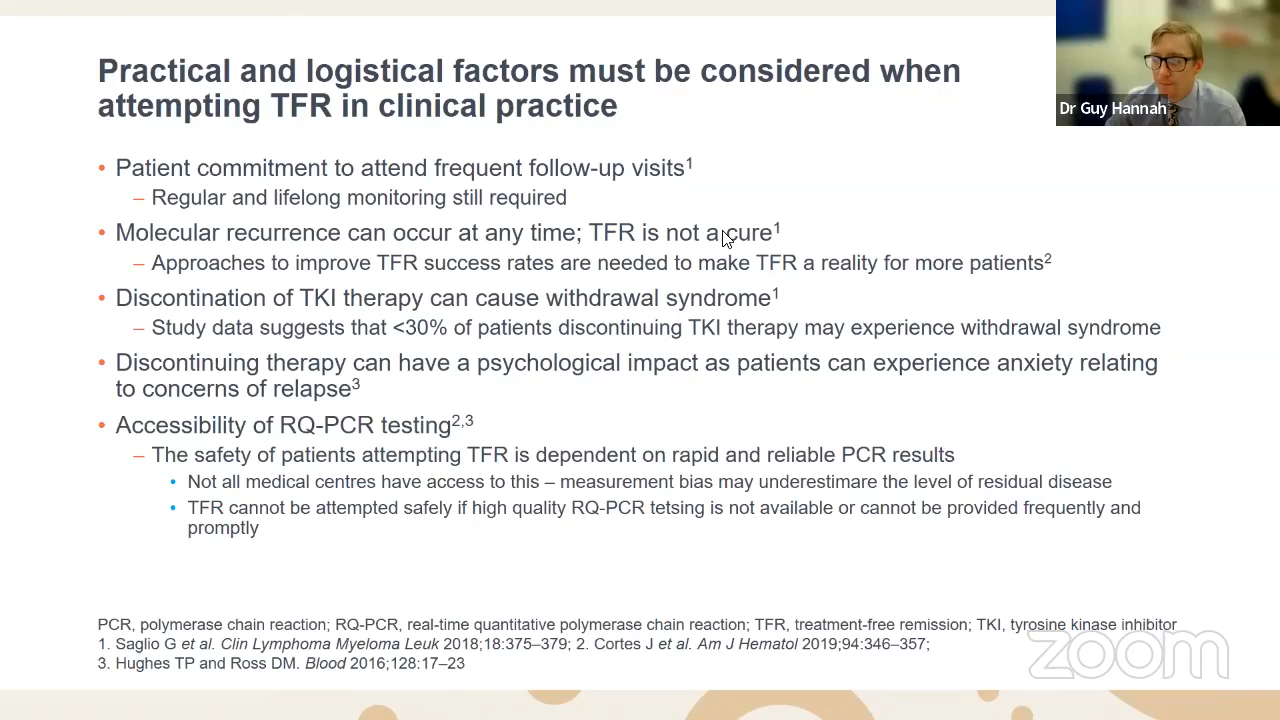 Practical and logistical factors must be considered when
attempting TFR in clinical practice
Dr Guy Hannah
• Patient commitment to attend frequent follow-up visits1
– Regular and lifelong monitoring still required
• Molecular recurrence can occur at any time; TFR is not a cure1
– Approaches to improve TFR success rates are needed to make TFR a reality for more patients2
• Discontination of TKI therapy can cause withdrawal syndrome1
– Study data suggests that <30% of patients discontinuing TKI therapy may experience withdrawal syndrome
• Discontinuing therapy can have a psychological impact as patients can experience anxiety relating
to concerns of relapse3
• Accessibility of RQ-PCR testing2,3
– The safety of patients attempting TFR is dependent on rapid and reliable PCR results
• Not all medical centres have access to this – measurement bias may underestimare the level of residual disease
• TFR cannot be attempted safely if high quality RQ-PCR tetsing is not available or cannot be provided frequently and
promptly
PCR, polymerase chain reaction; RQ-PCR, real-time quantitative polymerase chain reaction; TFR, treatment-free remission; TKI, tyrosine kinase inhibitor
1. Saglio G et al. Clin Lymphoma Myeloma Leuk 2018;18:375–379; 2. Cortes J et al. Am J Hematol 2019;94:346–357;
3. Hughes TP and Ross DM. Blood 2016;128:17–23
zoom